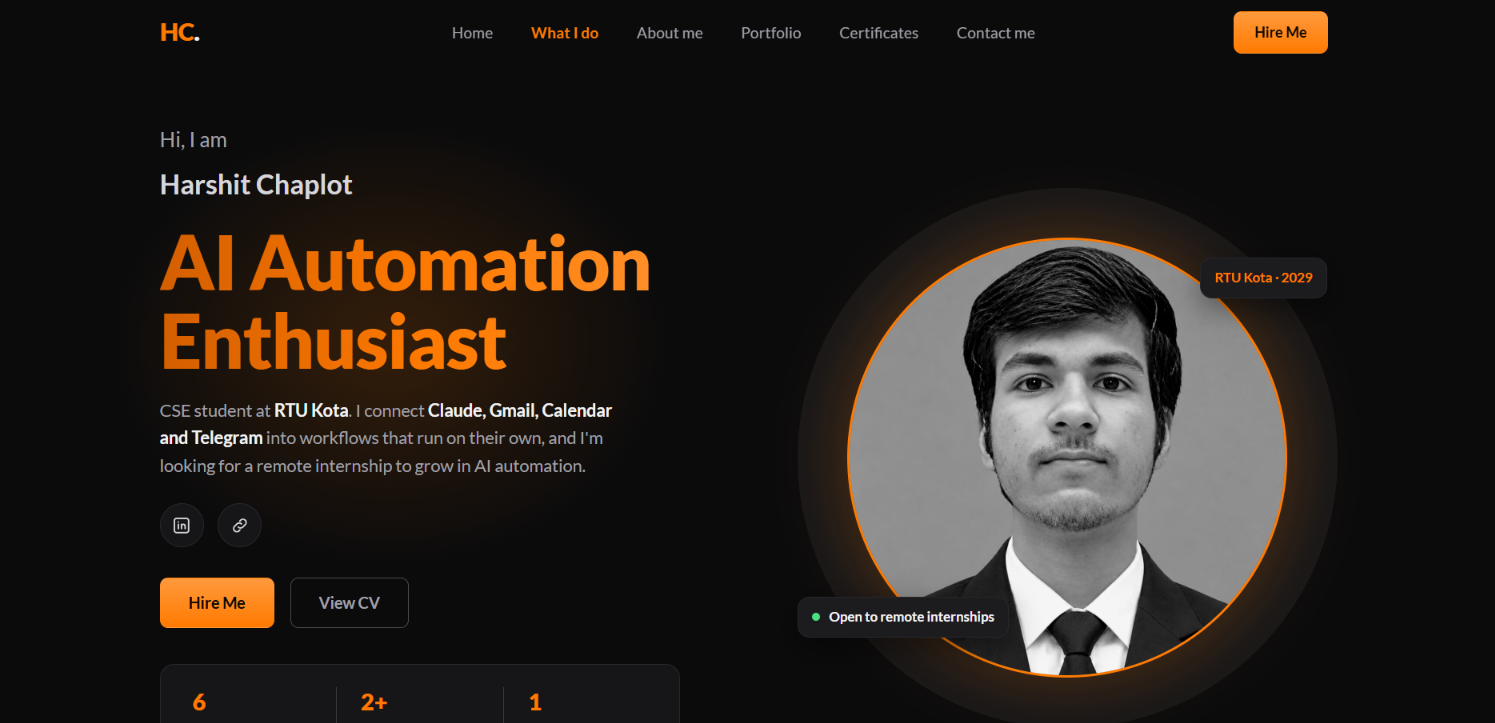 HC.
Home
What I do
About me
Portfolio
Certificates
Contact me
Hire Me
Hi, I am
Harshit Chaplot
AI Automation
Enthusiast
CSE student at RTU Kota. I connect Claude, Gmail, Calendar
and Telegram into workflows that run on their own, and I'm
looking for a remote internship to grow in AI automation.
in
Hire Me
View CV
6
2+
1
RTU Kota · 2029
Open to remote internships